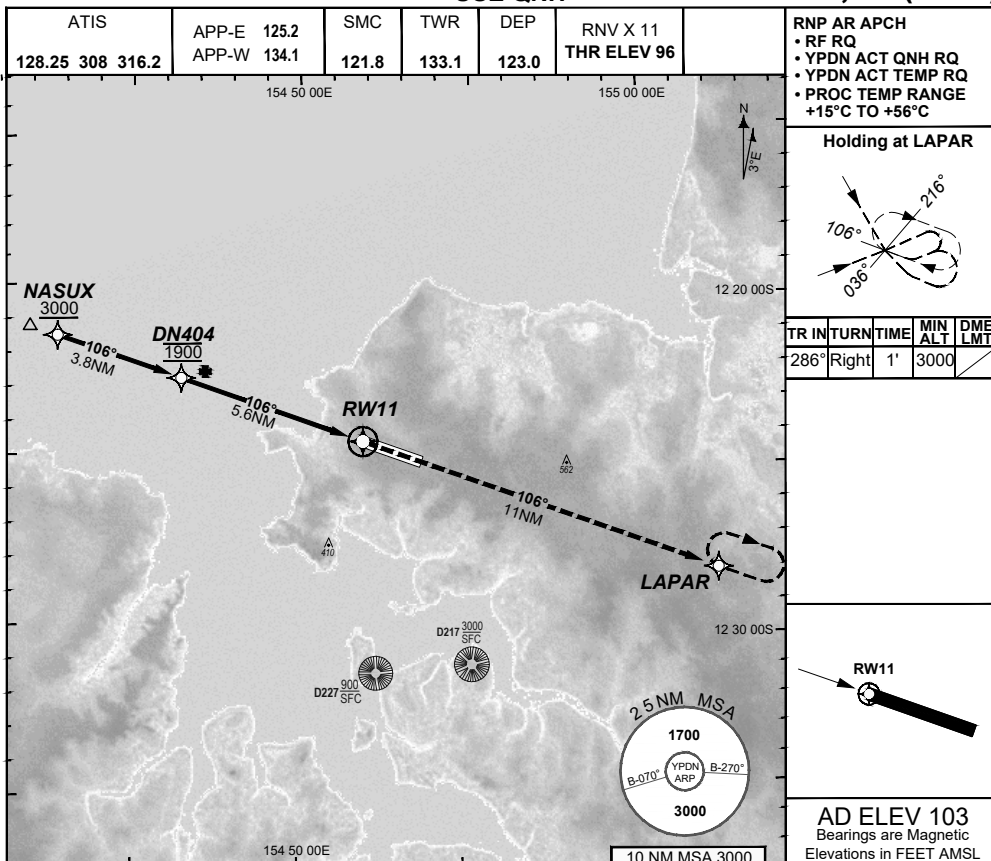 ATIS
128.25 308 316.2
APP-E 125.2
APP-W 134.1
SMC
121.8
TWR
133.1
DEP
123.0
RNV X 11
THR ELEV 96
RNP AR APCH
• RF RQ
• YPDN ACT QNH RQ
• YPDN ACT TEMP RQ
• PROC TEMP RANGE
+15°C TO +56°C
154 50 00E
155 00 00E
N
3°E
Holding at LAPAR
216°
106°
036°
12 20 00S
TR IN TURN TIME MIN ALT DME LMT
286° Right 1' 3000
NASUX
3000
106°
3.8NM
DN404
1900
106°
5.6NM
RW11
562
106°
11NM
410
LAPAR
12 30 00S
D217 3000
SFC
D227 900
SFC
RW11
25NM MSA
1700
B-070°
YPDN
ARP
B-270°
3000
154 50 00E
10 NM MSA 3000
AD ELEV 103
Bearings are Magnetic
Elevations in FEET AMSL